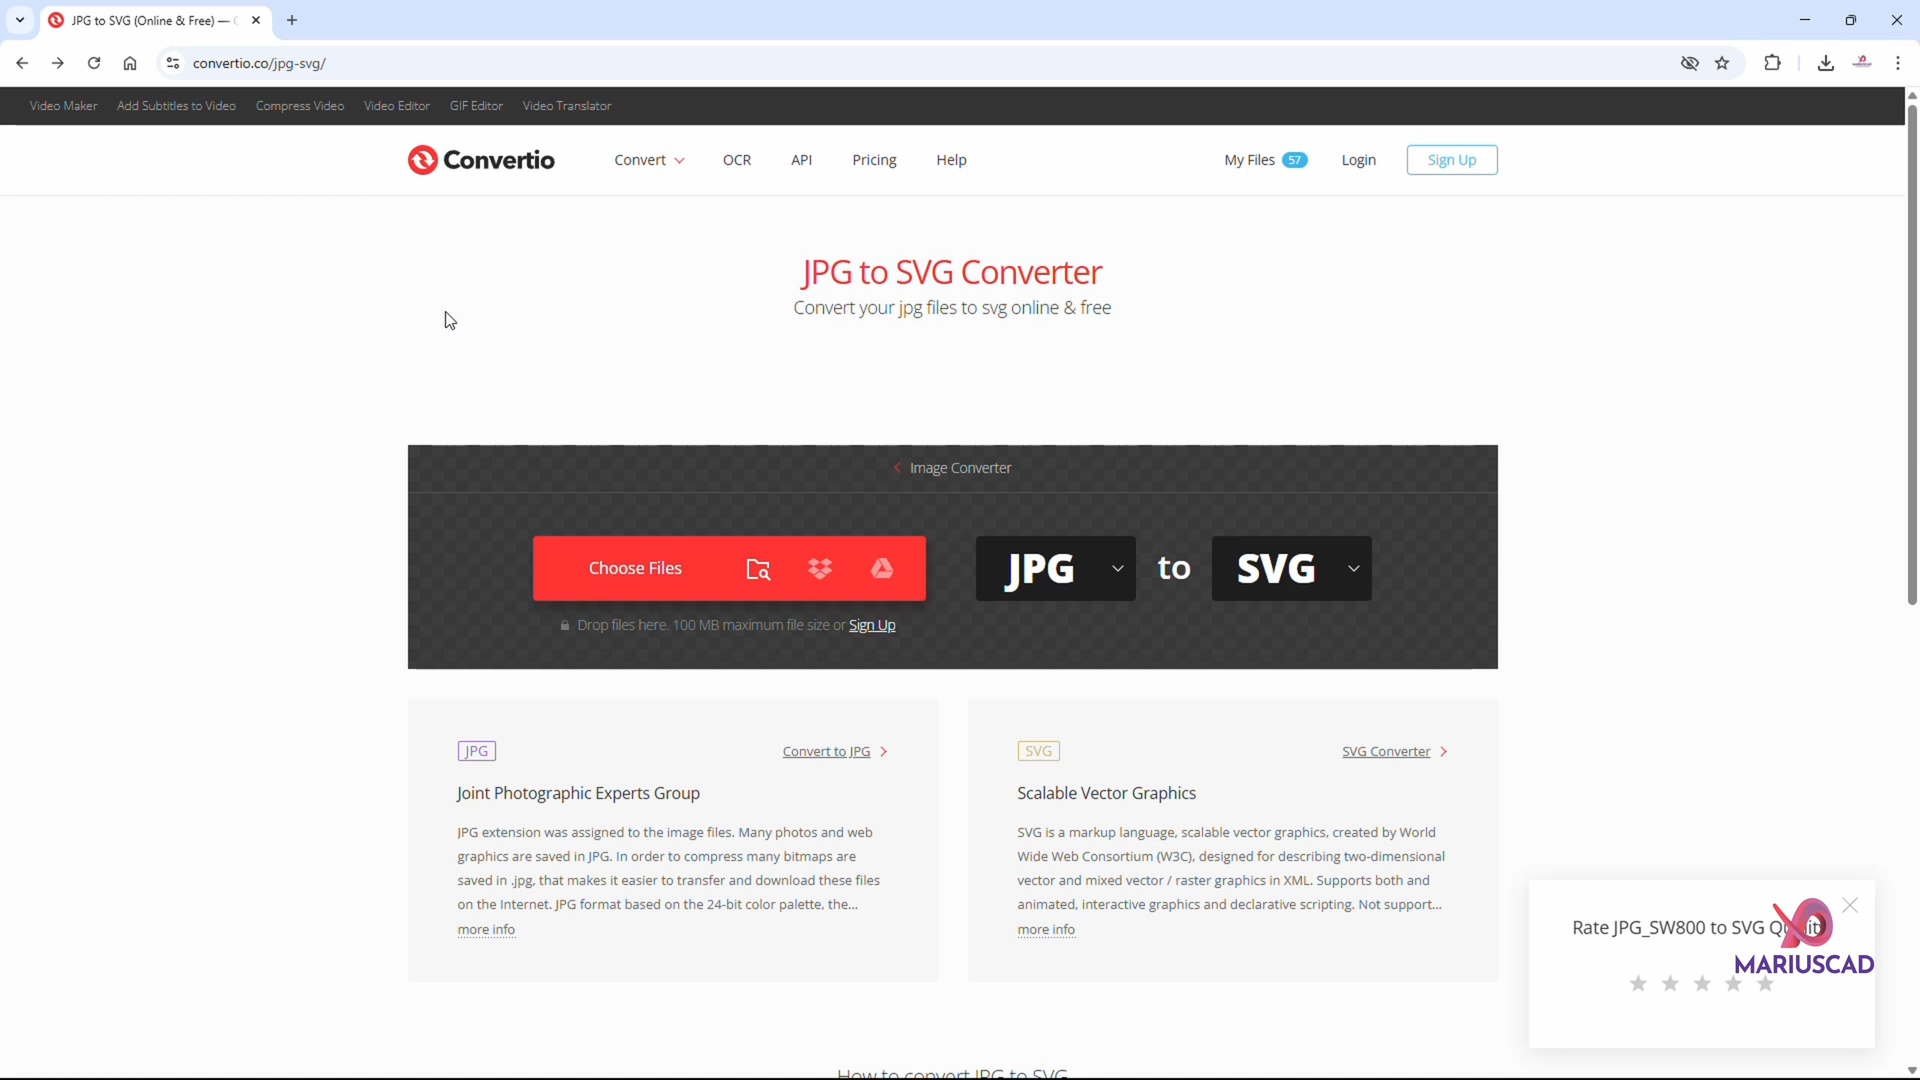 JPG to SVG (Online & Free) —
convertio.co/jpg-svg/
Video Maker Add Subtitles to Video Compress Video Video Editor GIF Editor Video Translator
Convertio Convert OCR API Pricing Help My Files 57 Login Sign Up
JPG to SVG Converter
Convert your jpg files to svg online & free
Image Converter
Choose Files JPG to SVG
Drop files here. 100 MB maximum file size or Sign Up
JPG Convert to JPG
Joint Photographic Experts Group
JPG extension was assigned to the image files. Many photos and web
graphics are saved in JPG. In order to compress many bitmaps are
saved in .jpg, that makes it easier to transfer and download these files
on the Internet. JPG format based on the 24-bit color palette, the...
more info
SVG SVG Converter
Scalable Vector Graphics
SVG is a markup language, scalable vector graphics, created by World
Wide Web Consortium (W3C), designed for describing two-dimensional
vector and mixed vector / raster graphics in XML. Supports both and
animated, interactive graphics and declarative scripting. Not support...
more info
Rate JPG_SW800 to SVG
MARIUSCAD
How to convert JPG to SVG